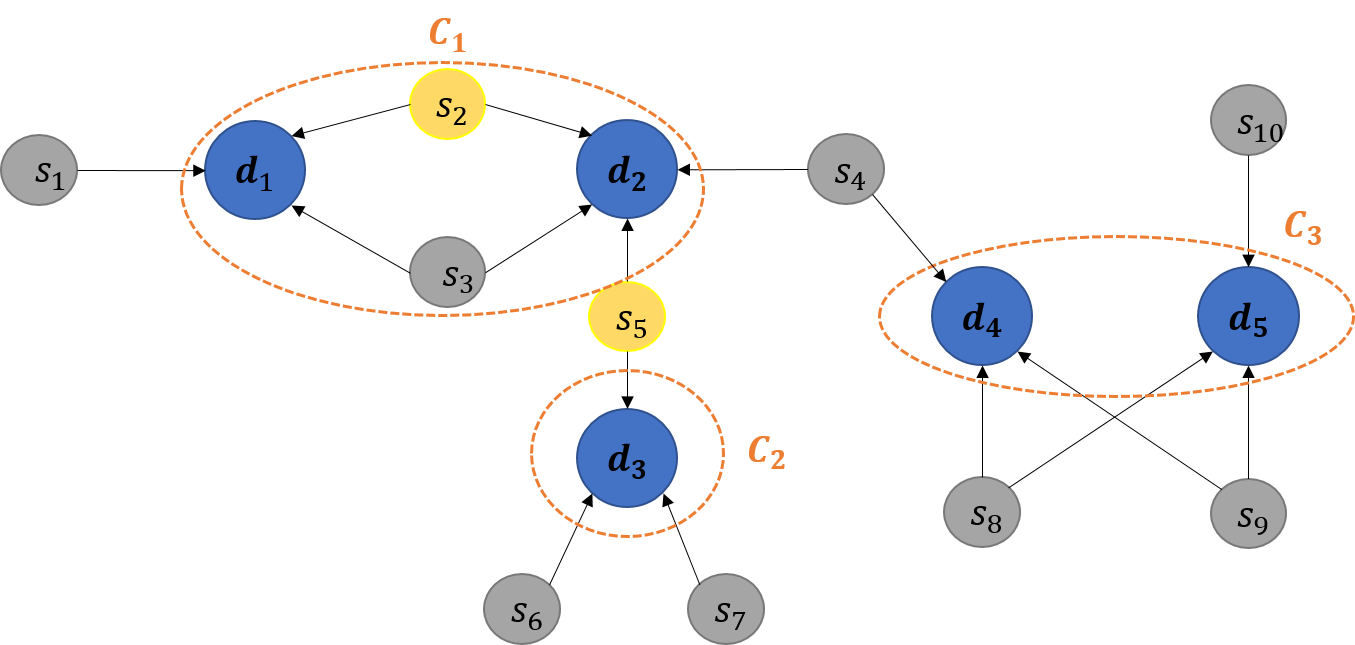 C₁
s₂
s₁₀
s₁
d₁
d₂
s₄
C₃
s₃
s₅
d₄
d₅
d₃
C₂
s₈
s₉
s₆
s₇